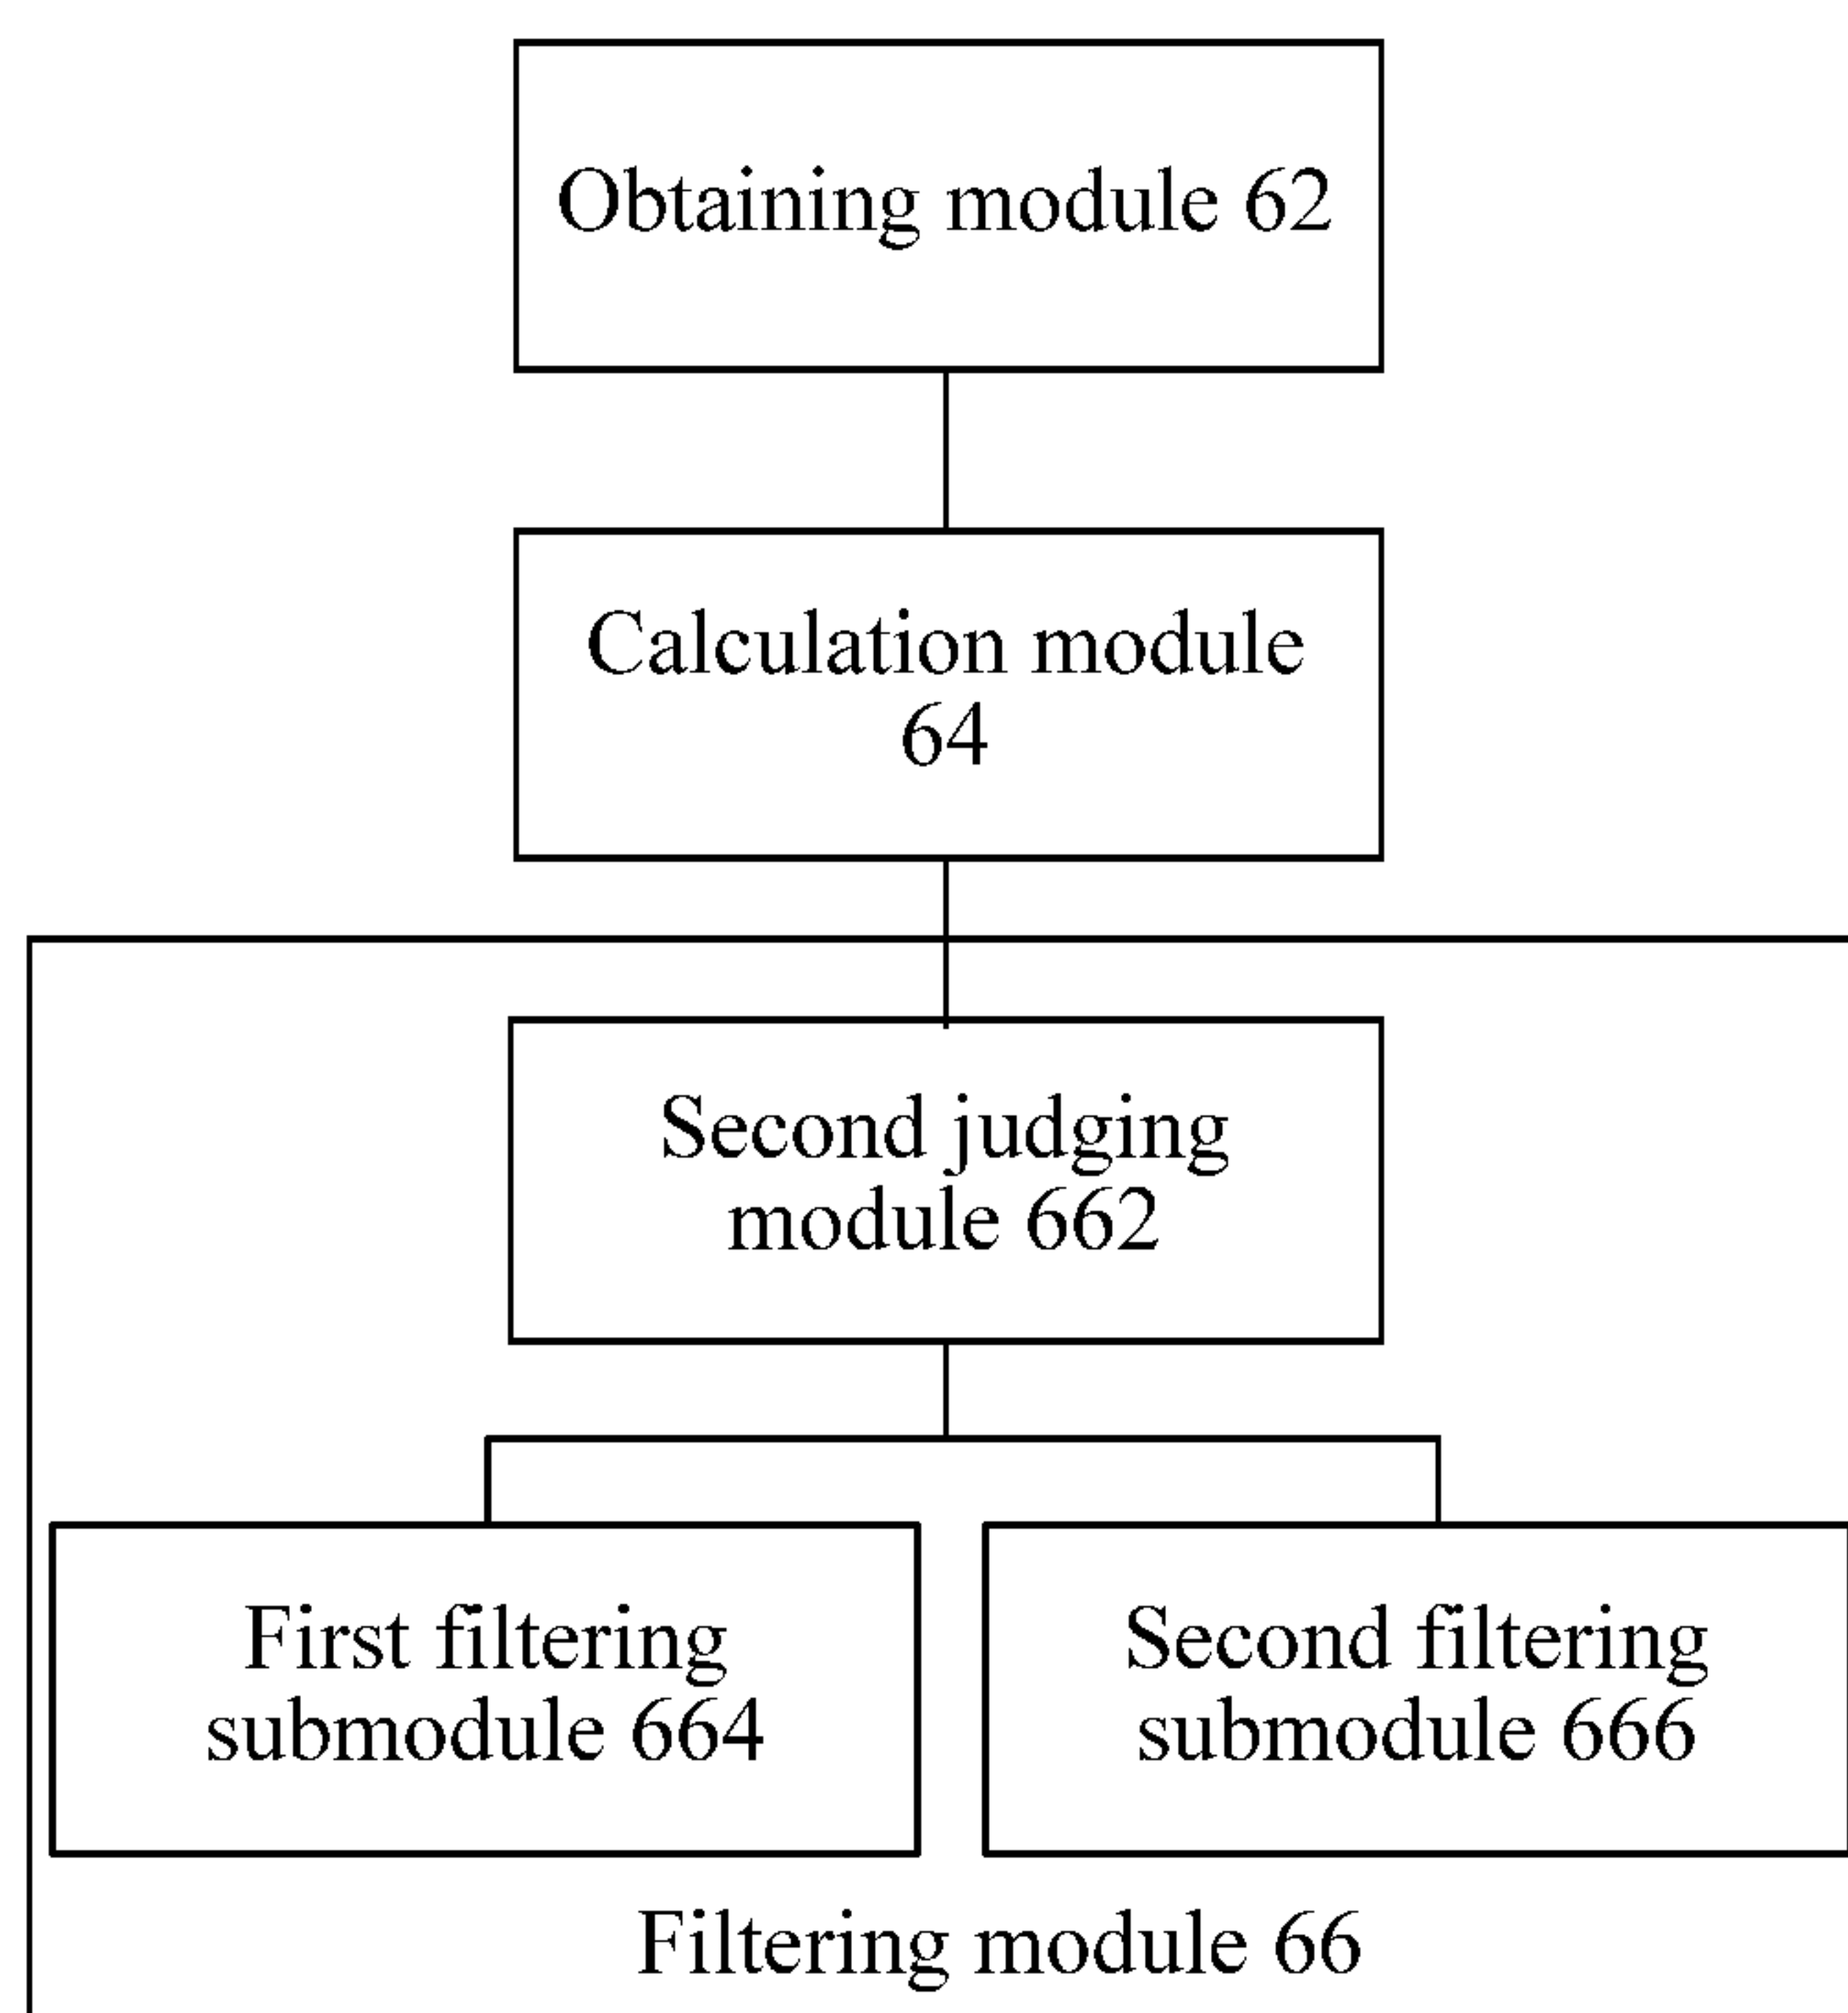 Obtaining module 62
Calculation module
64
Second judging
module 662
First filtering
submodule 664
Second filtering
submodule 666
Filtering module 66